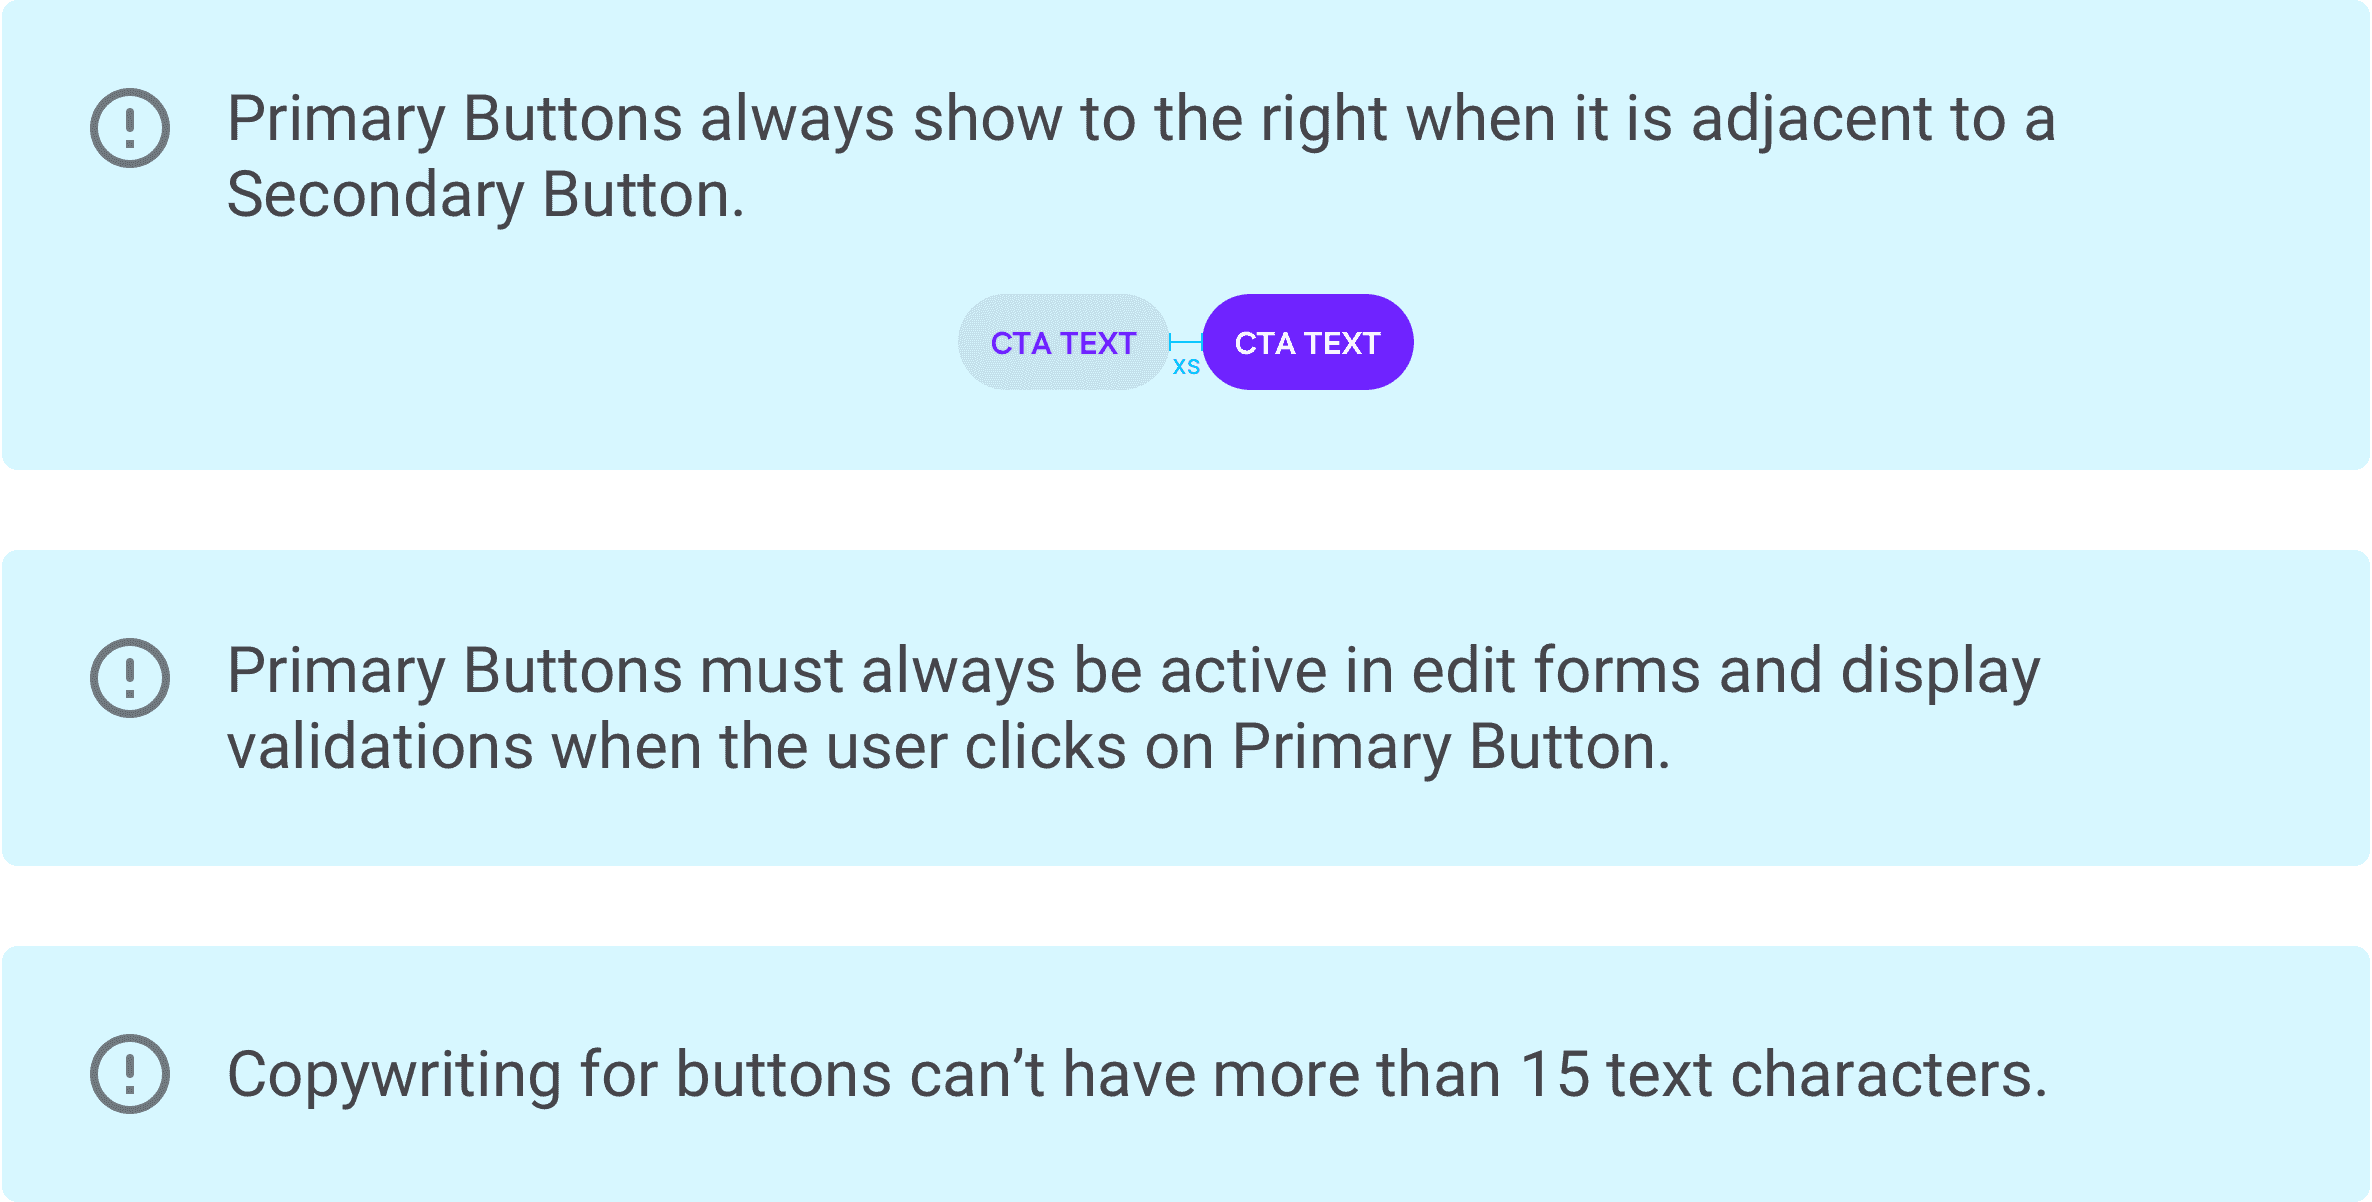 Primary Buttons always show to the right when it is adjacent to a
Secondary Button.
CTA TEXT
XS
CTA TEXT
Primary Buttons must always be active in edit forms and display
validations when the user clicks on Primary Button.
Copywriting for buttons can’t have more than 15 text characters.